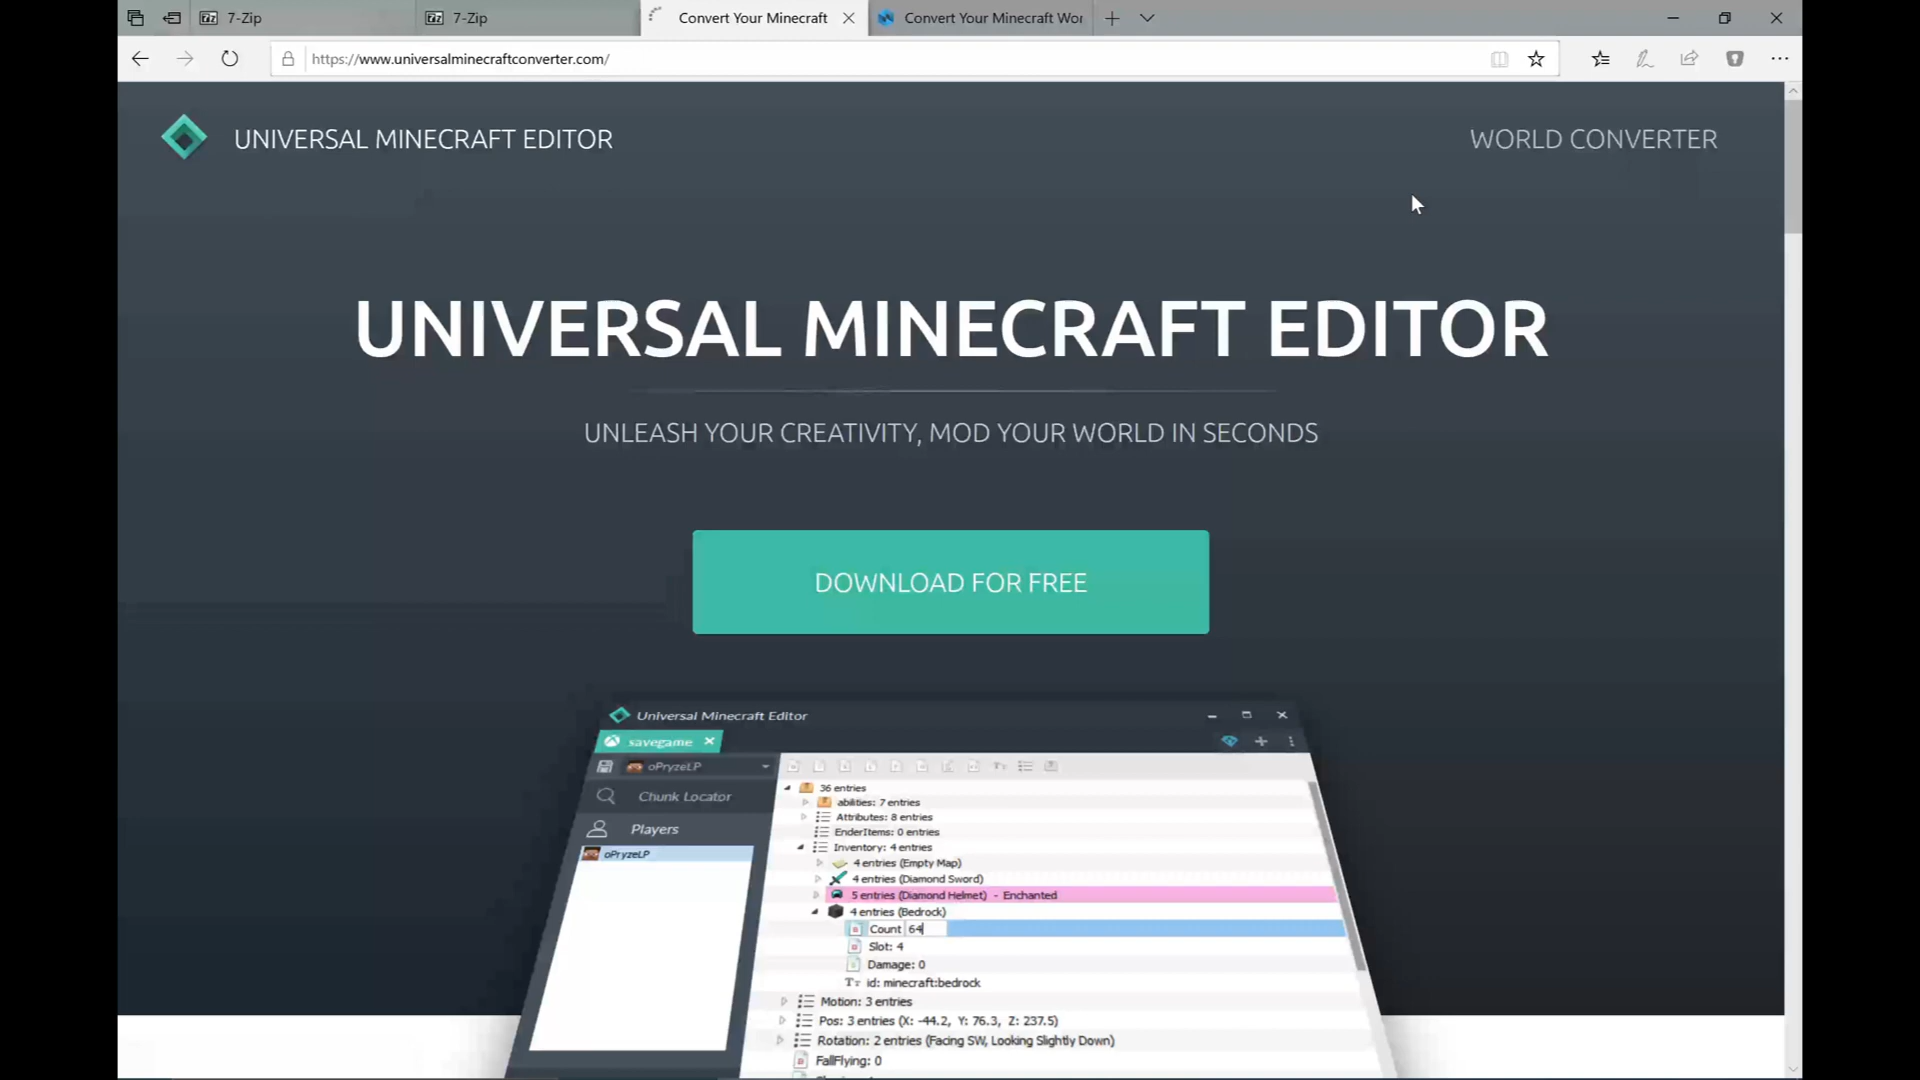 7-Zip
7-Zip
Convert Your Minecraft
Convert Your Minecraft Wor
https://www.universalminecraftconverter.com/
UNIVERSAL MINECRAFT EDITOR
WORLD CONVERTER
UNIVERSAL MINECRAFT EDITOR
UNLEASH YOUR CREATIVITY, MOD YOUR WORLD IN SECONDS
DOWNLOAD FOR FREE
Universal Minecraft Editor
savegame
oPryzeLP
Chunk Locator
Players
oPryzeLP
36 entries
abilities: 7 entries
Attributes: 8 entries
EnderItems: 0 entries
Inventory: 4 entries
4 entries (Empty Map)
4 entries (Diamond Sword)
5 entries (Diamond Helmet) - Enchanted
4 entries (Bedrock)
Count 64
Slot: 4
Damage: 0
id: minecraft:bedrock
Motion: 3 entries
Pos: 3 entries (X: -44.2, Y: 76.3, Z: 237.5)
Rotation: 2 entries (Facing SW, Looking Slightly Down)
FallFlying: 0